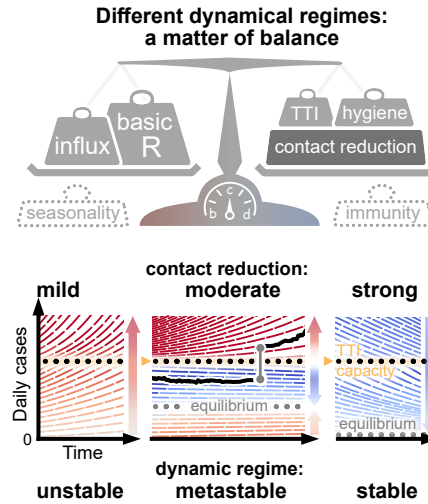 Different dynamical regimes:
a matter of balance
influx
basic
R
TTI
hygiene
contact reduction
seasonality
b c d
immunity
contact reduction:
mild moderate strong
Daily cases
TTI
capacity
equilibrium
equilibrium
0
Time
dynamic regime:
unstable metastable stable